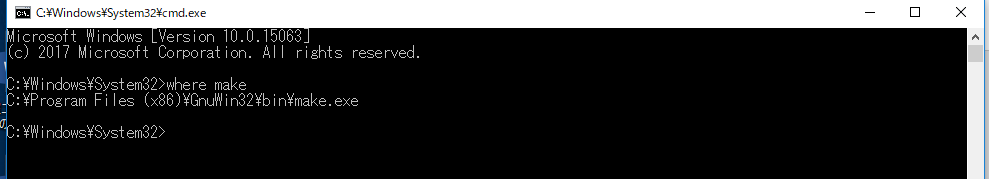 C:¥Windows¥System32¥cmd.exe
Microsoft Windows [Version 10.0.15063]
(c) 2017 Microsoft Corporation. All rights reserved.
C:¥Windows¥System32>where make
C:¥Program Files (x86)¥GnuWin32¥bin¥make.exe
C:¥Windows¥System32>